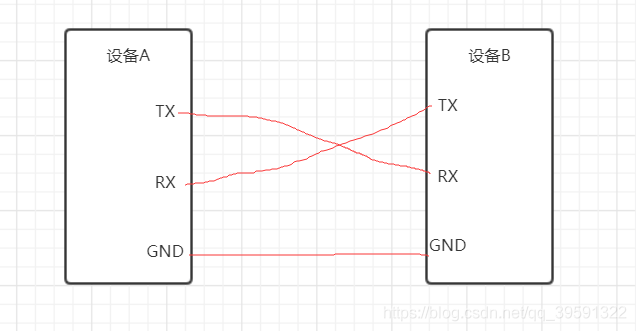 设备A
设备B
TX
TX
RX
RX
GND
GND
https://blog.csdn.net/qq_39591322